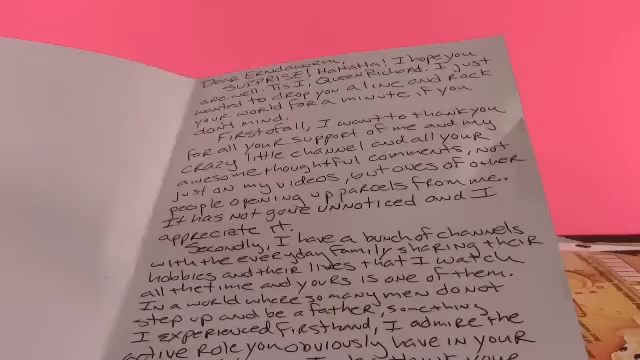 Dear Erndaworm,
SURPRISE! HaHaHa! I hope you
are well. Tis I, Queen Richard. I just
wanted to drop you a line and rock
your world for a minute, if you
don't mind.
First of all, I want to thank you
for all your support of me and my
crazy little channel and all your
awesome thoughtful comments, not
just on my videos, but ones of other
people opening up parcels from me.
It has not gone unnoticed and I
appreciate it.
Secondly, I have a bunch of channels
with the everyday family sharing their
hobbies and their lives that I watch
all the time and yours is one of them.
In a world where so many men do not
step up and be a father, something
I experienced firsthand, I admire the
active role you obviously have in your